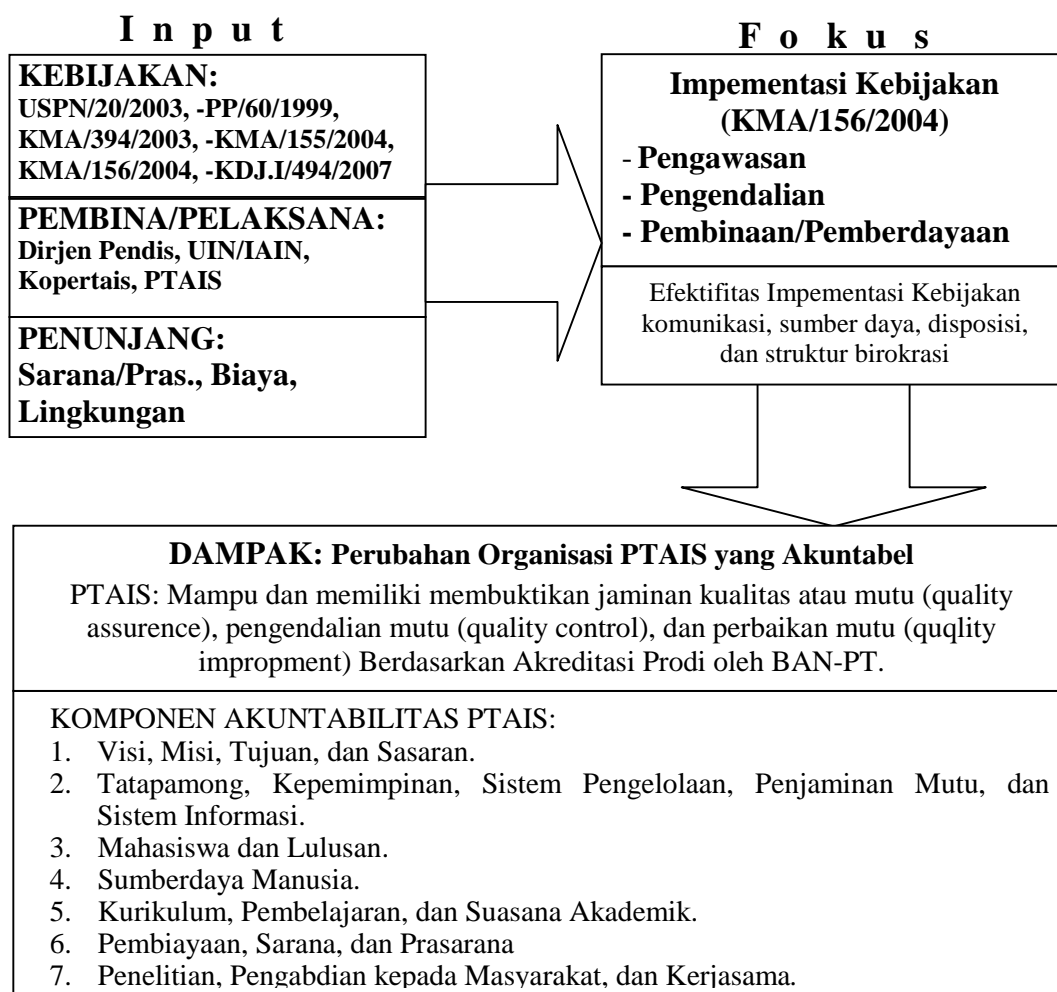 I n p u t
KEBIJAKAN:
USPN/20/2003, -PP/60/1999,
KMA/394/2003, -KMA/155/2004,
KMA/156/2004, -KDJ.I/494/2007
PEMBINA/PELAKSANA:
Dirjen Pendis, UIN/IAIN,
Kopertais, PTAIS
PENUNJANG:
Sarana/Pras., Biaya,
Lingkungan
F o k u s
Impementasi Kebijakan
(KMA/156/2004)
- Pengawasan
- Pengendalian
- Pembinaan/Pemberdayaan
Efektifitas Impementasi Kebijakan
komunikasi, sumber daya, disposisi,
dan struktur birokrasi
DAMPAK: Perubahan Organisasi PTAIS yang Akuntabel
PTAIS: Mampu dan memiliki membuktikan jaminan kualitas atau mutu (quality
assurence), pengendalian mutu (quality control), dan perbaikan mutu (quqlity
impropment) Berdasarkan Akreditasi Prodi oleh BAN-PT.
KOMPONEN AKUNTABILITAS PTAIS:
1. Visi, Misi, Tujuan, dan Sasaran.
2. Tatapamong, Kepemimpinan, Sistem Pengelolaan, Penjaminan Mutu, dan
Sistem Informasi.
3. Mahasiswa dan Lulusan.
4. Sumberdaya Manusia.
5. Kurikulum, Pembelajaran, dan Suasana Akademik.
6. Pembiayaan, Sarana, dan Prasarana
7. Penelitian, Pengabdian kepada Masyarakat, dan Kerjasama.